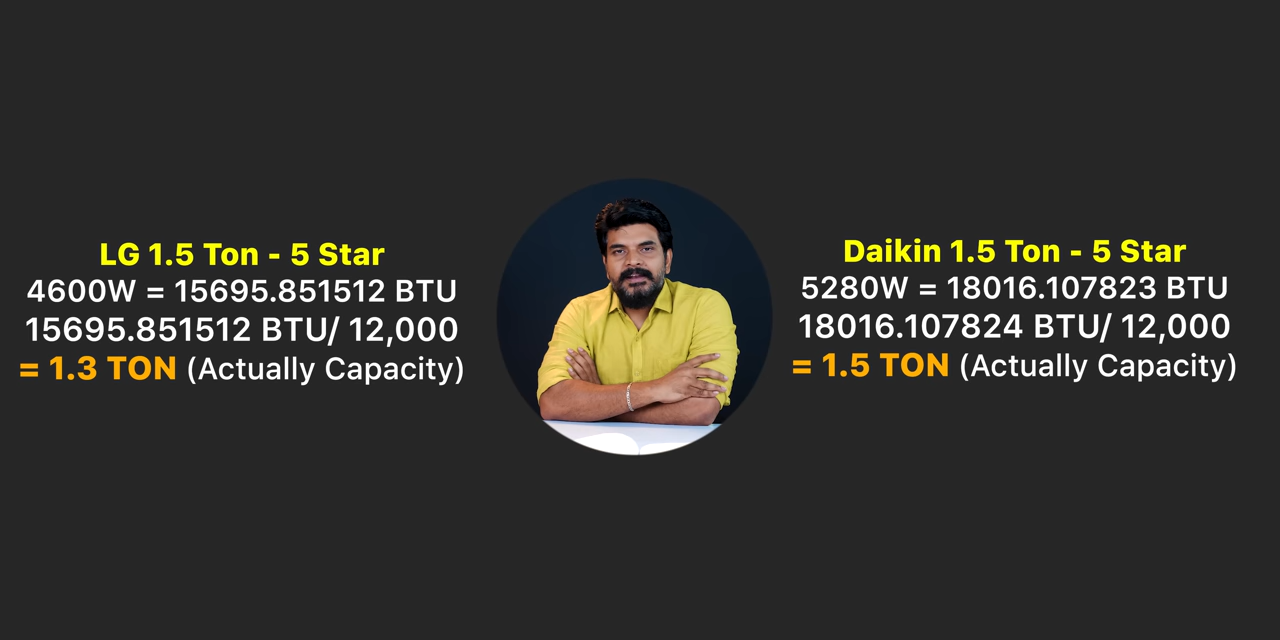 LG 1.5 Ton - 5 Star
4600W = 15695.851512 BTU
15695.851512 BTU/ 12,000
= 1.3 TON (Actually Capacity)
Daikin 1.5 Ton - 5 Star
5280W = 18016.107823 BTU
18016.107824 BTU/ 12,000
= 1.5 TON (Actually Capacity)